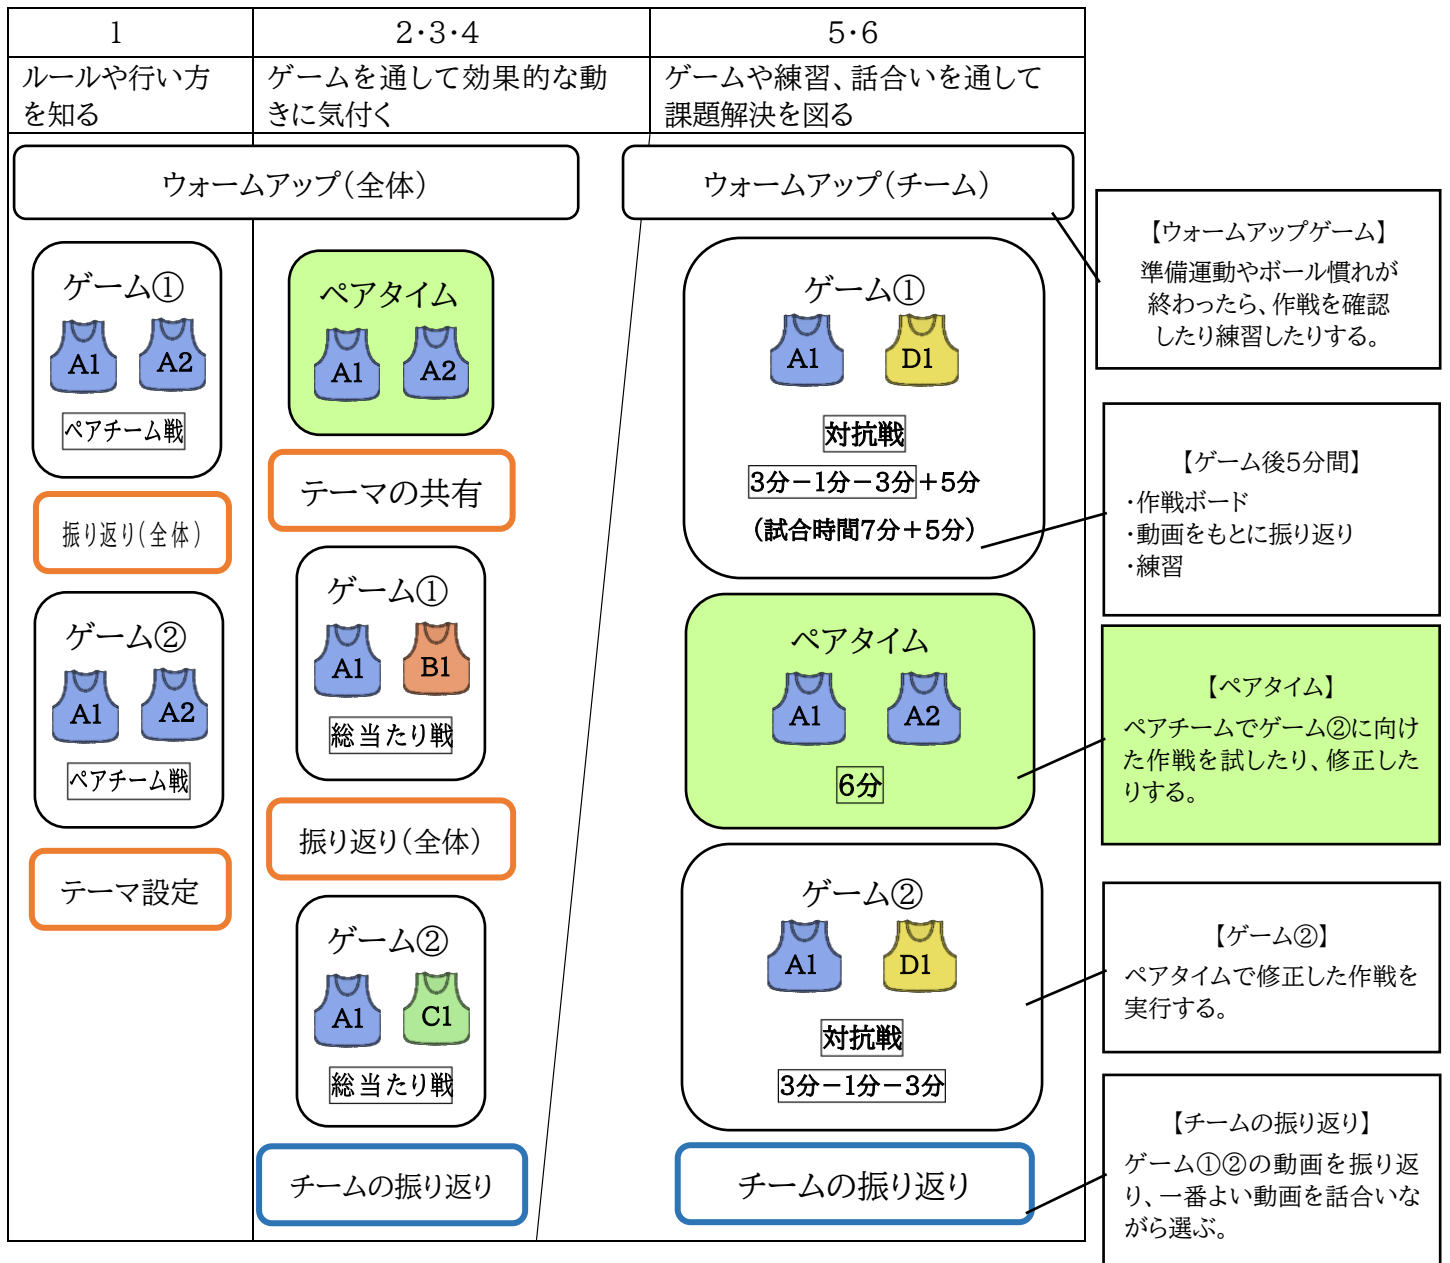 1
2・3・4
5・6
ルールや行い方
を知る
ゲームを通して効果的な動
きに気付く
ゲームや練習、話合いを通して
課題解決を図る
ウォームアップ(全体)
ウォームアップ(チーム)
ゲーム①
A1
A2
ペアチーム戦
振り返り(全体)
ゲーム②
A1
A2
ペアチーム戦
テーマ設定
ペアタイム
A1
A2
テーマの共有
ゲーム①
A1
B1
総当たり戦
振り返り(全体)
ゲーム②
A1
C1
総当たり戦
チームの振り返り
ゲーム①
A1
D1
対抗戦
3分－1分－3分+5分
(試合時間7分+5分)
ペアタイム
A1
A2
6分
ゲーム②
A1
D1
対抗戦
3分－1分－3分
チームの振り返り
【ウォームアップゲーム】
準備運動やボール慣れが
終わったら、作戦を確認
したり練習したりする。
【ゲーム後5分間】
・作戦ボード
・動画をもとに振り返り
・練習
【ペアタイム】
ペアチームでゲーム②に向け
た作戦を試したり、修正した
りする。
【ゲーム②】
ペアタイムで修正した作戦を
実行する。
【チームの振り返り】
ゲーム①②の動画を振り返
り、一番よい動画を話合いな
がら選ぶ。